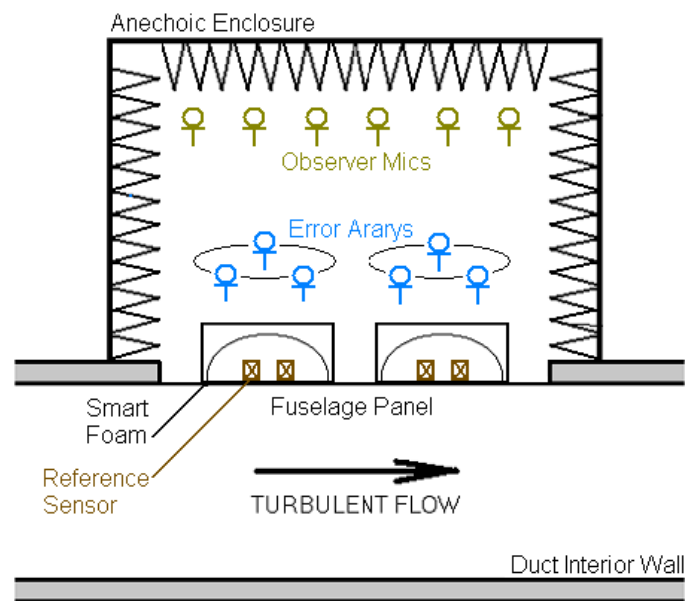 Anechoic Enclosure
Observer Mics
Error Ararys
Smart
Foam
Fuselage Panel
Reference
Sensor
TURBULENT FLOW
Duct Interior Wall